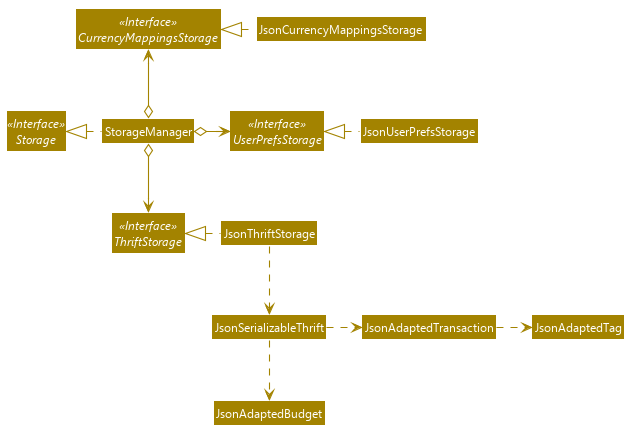 «Interface»
CurrencyMappingsStorage
JsonCurrencyMappingsStorage
«Interface»
Storage
StorageManager
«Interface»
UserPrefsStorage
JsonUserPrefsStorage
«Interface»
ThriftStorage
JsonThriftStorage
JsonSerializableThrift
JsonAdaptedTransaction
JsonAdaptedTag
JsonAdaptedBudget